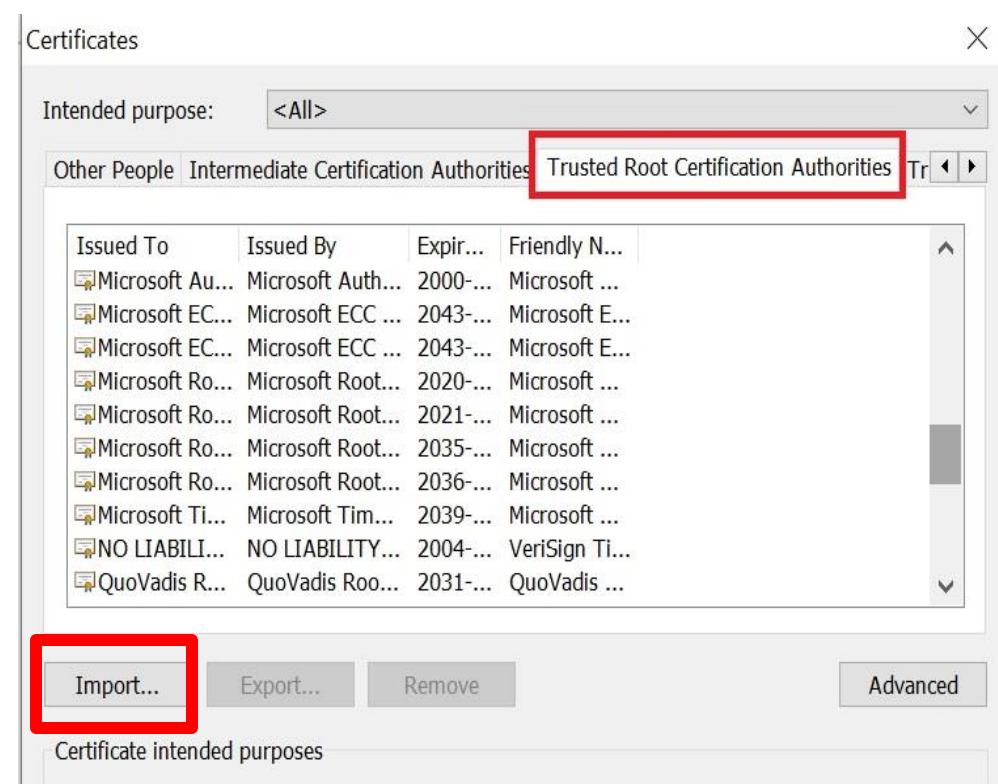 Certificates
Intended purpose: <All>
Other People Intermediate Certification Authorities Trusted Root Certification Authorities Tr
Issued To Issued By Expir... Friendly N...
Microsoft Au... Microsoft Auth... 2000-... Microsoft ...
Microsoft EC... Microsoft ECC ... 2043-... Microsoft E...
Microsoft EC... Microsoft ECC ... 2043-... Microsoft E...
Microsoft Ro... Microsoft Root... 2020-... Microsoft ...
Microsoft Ro... Microsoft Root... 2021-... Microsoft ...
Microsoft Ro... Microsoft Root... 2035-... Microsoft ...
Microsoft Ro... Microsoft Root... 2036-... Microsoft ...
Microsoft Ti... Microsoft Tim... 2039-... Microsoft ...
NO LIABILI... NO LIABILITY... 2004-... VeriSign Ti...
QuoVadis R... QuoVadis Roo... 2031-... QuoVadis ...
Import... Export... Remove Advanced
Certificate intended purposes